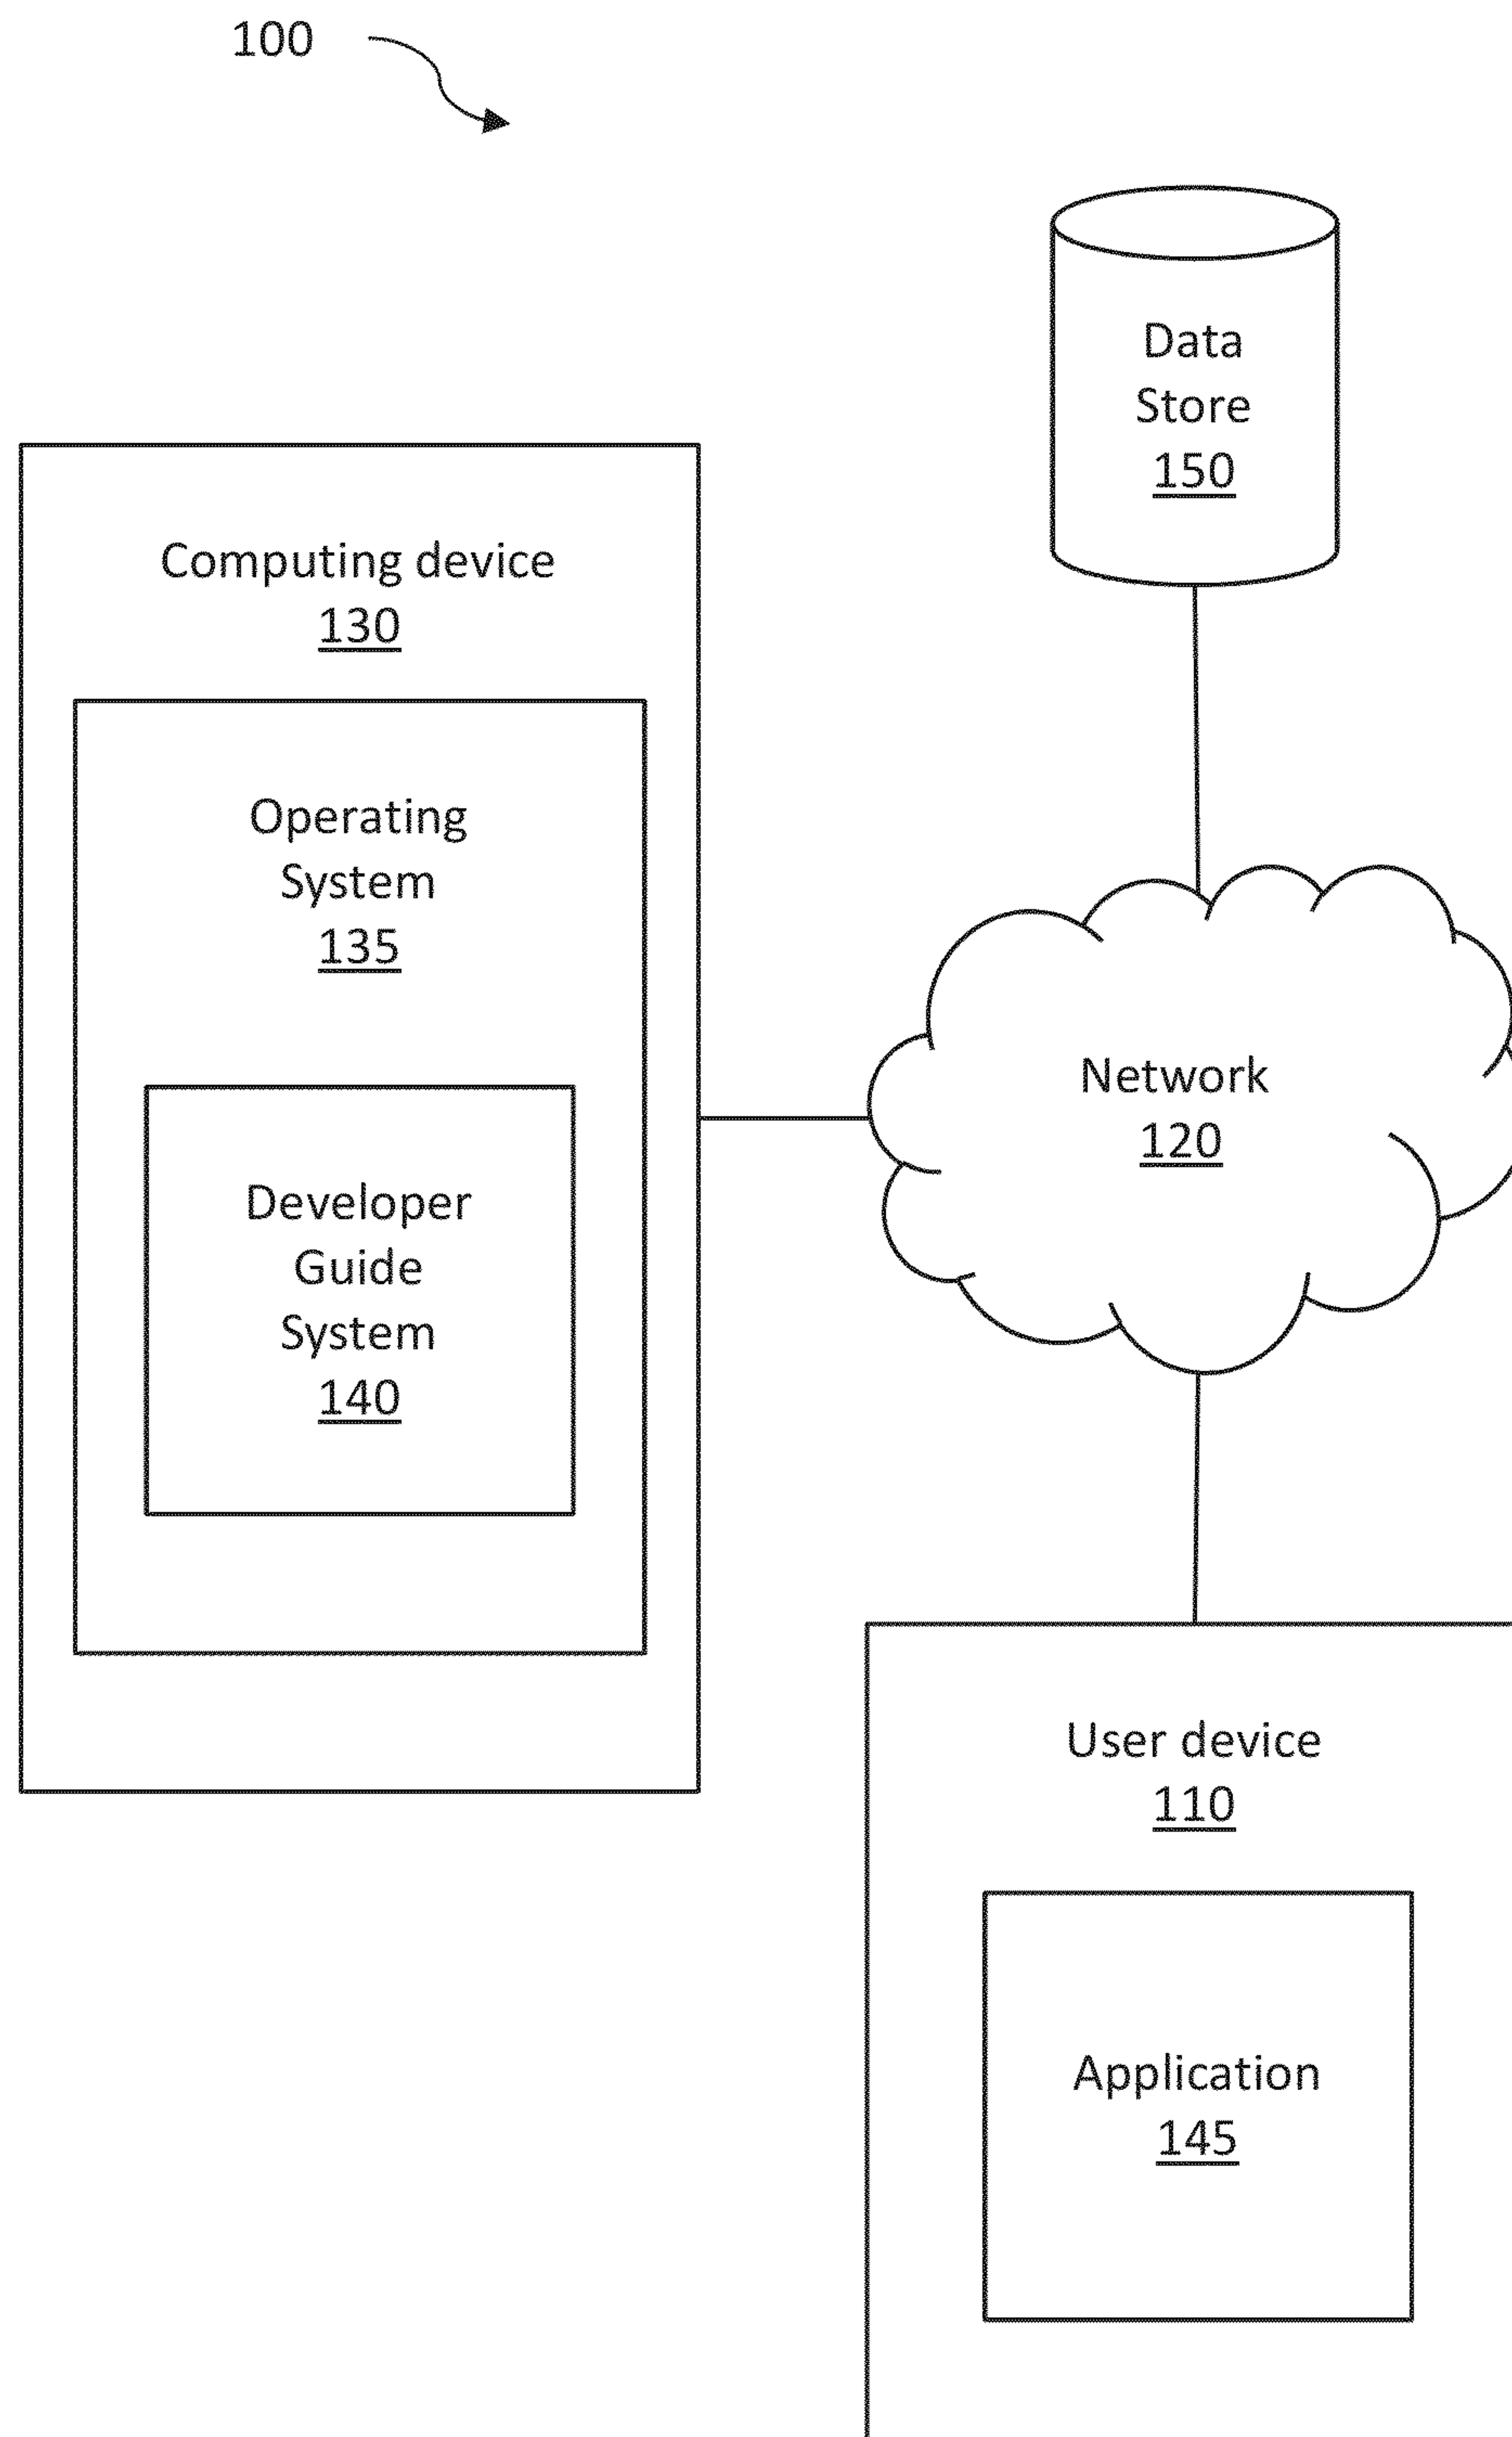 100
Data
Store
150
Computing device
130
Operating
System
135
Developer
Guide
System
140
Network
120
User device
110
Application
145